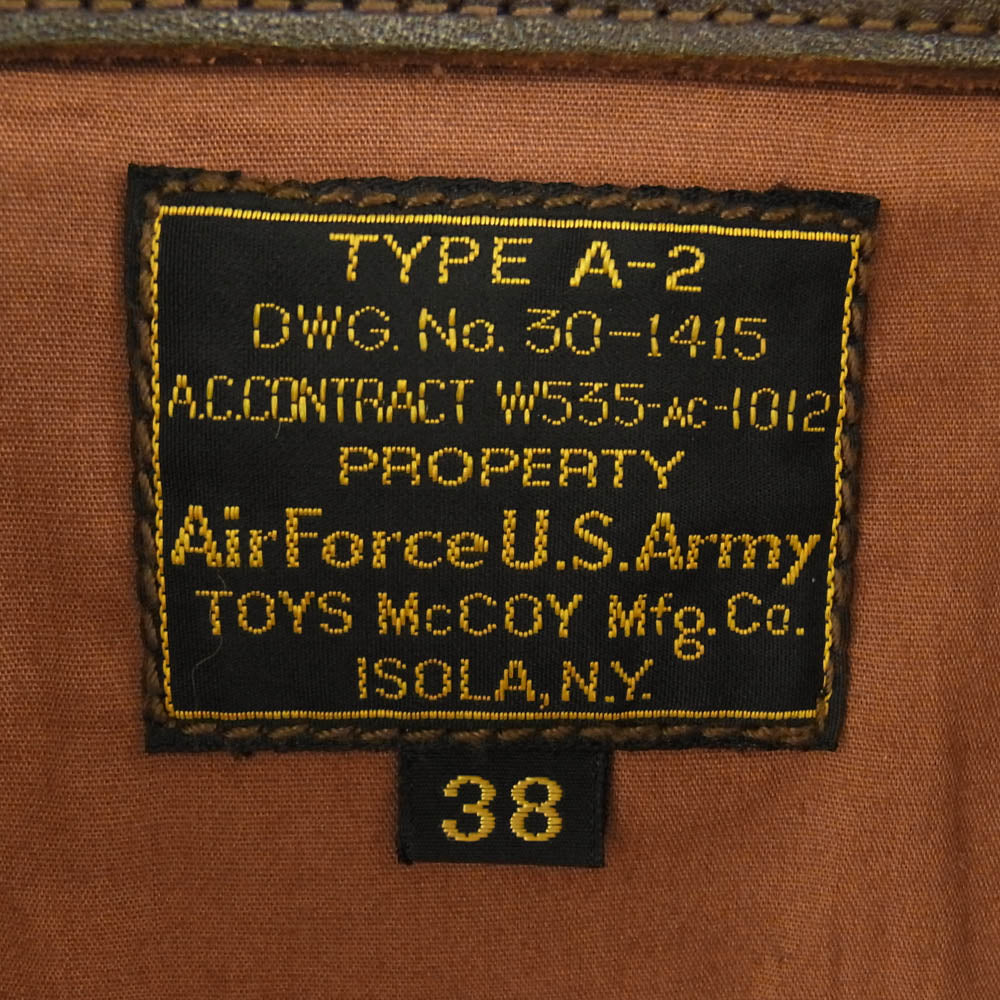 TYPE A-2
DWG. No. 30-1415
A.C.CONTRACT W535-AC-1012
PROPERTY
Air Force U.S. Army
TOYS McCOY Mfg. Co.
ISOLA, N.Y.
38